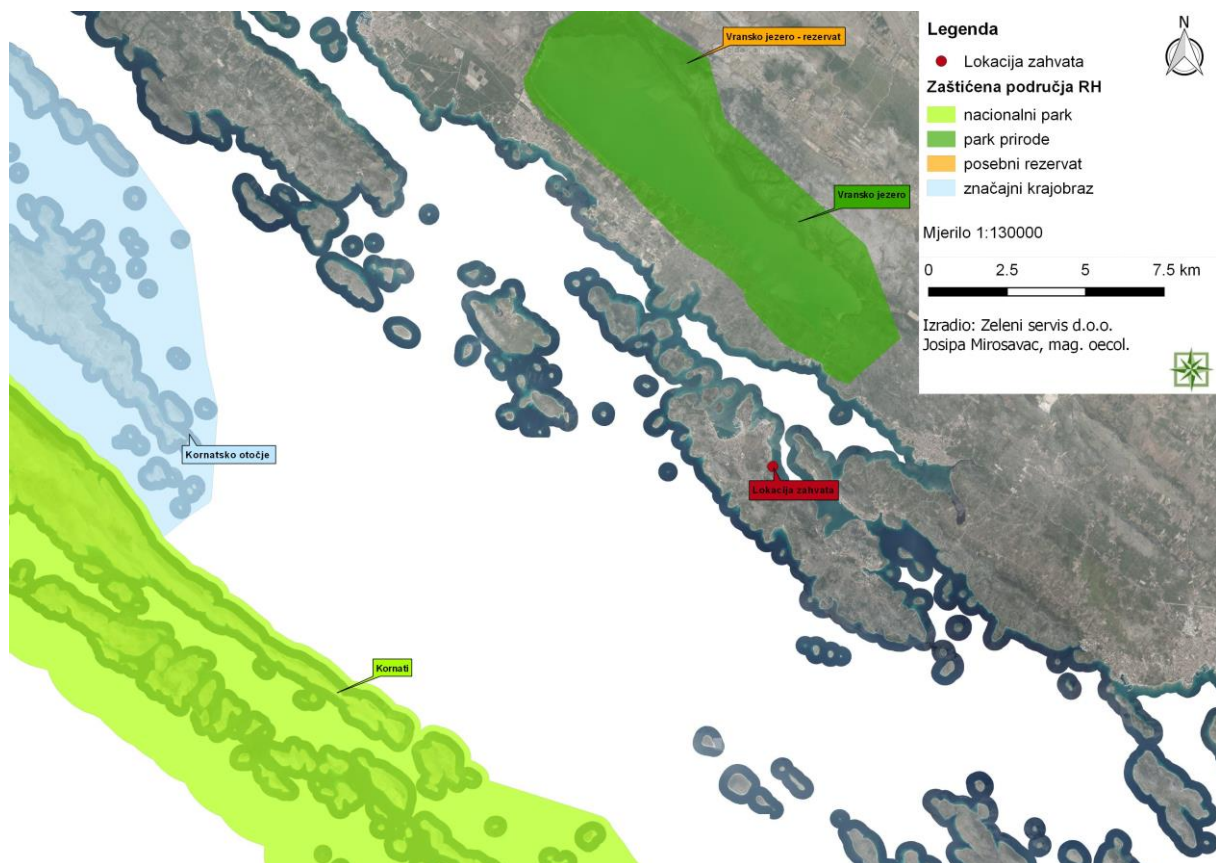 Vransko jezero - rezervat
Vransko jezero
Kornatsko otočje
Lokacija zahvata
Kornati
Legenda
N
Lokacija zahvata
Zaštićena područja RH
nacionalni park
park prirode
posebni rezervat
značajni krajobraz
Mjerilo 1:130000
0 2.5 5 7.5 km
Izradio: Zeleni servis d.o.o.
Josipa Mirosavac, mag. oecol.